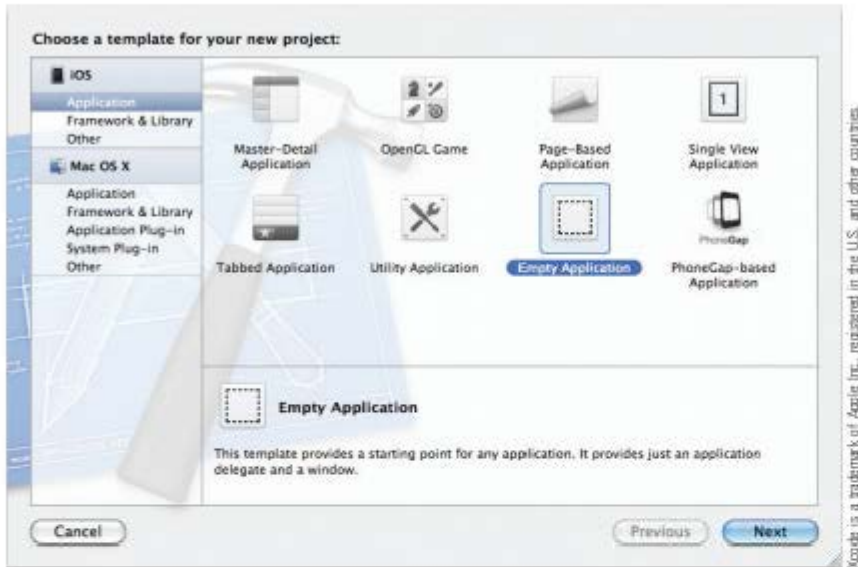 Choose a template for your new project:
iOS
Application
Framework & Library
Other
Mac OS X
Application
Framework & Library
Application Plug-in
System Plug-in
Other
Master-Detail
Application
OpenGL Game
1
Page-Based
Application
Single View
Application
Tabbed Application
Utility Application
Empty Application
PhoneGap
PhoneGap-based
Application
Empty Application
This template provides a starting point for any application. It provides just an application
delegate and a window.
Cancel
Previous
Next
Xcode is a trademark of Apple Inc., registered in the U.S. and other countries.